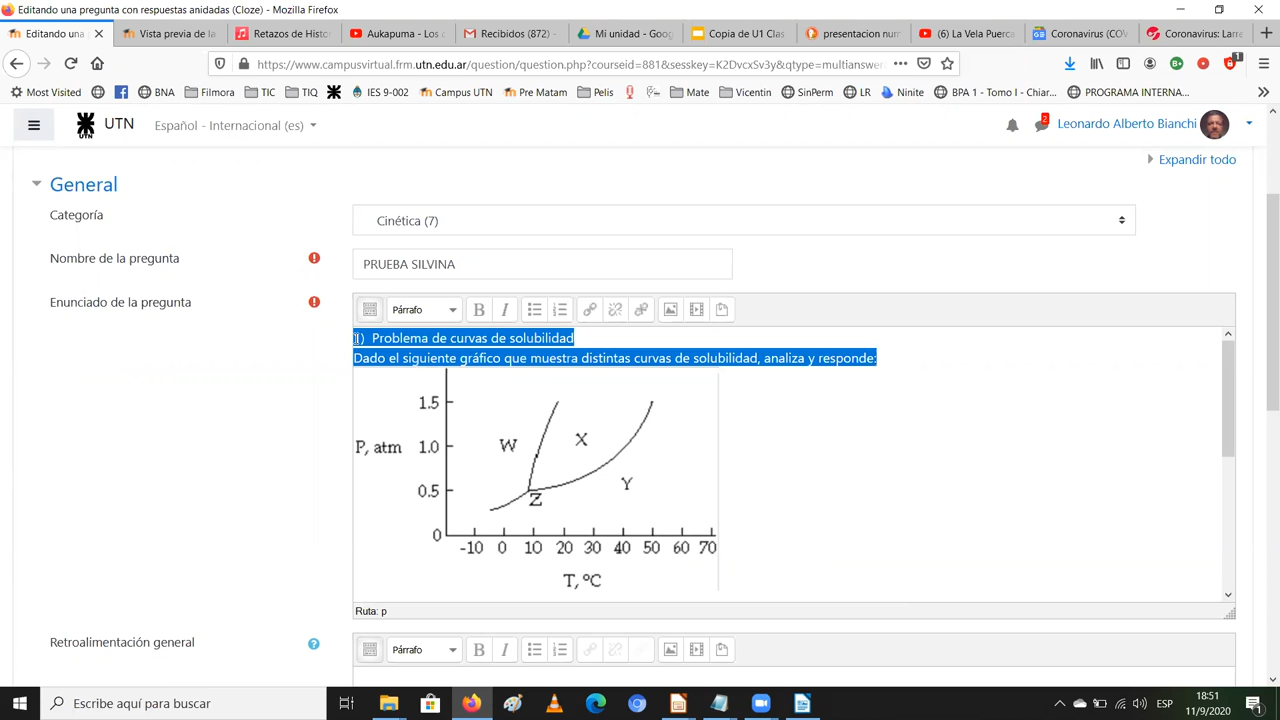 Editando una pregunta con respuestas anidadas (Cloze) - Mozilla Firefox
Editando una
Vista previa de la
Retazos de Histo
Aukapuma - Los c
Recibidos (872) -
Mi unidad - Goog
Copia de U1 Clas
presentacion num
(6) La Vela Puerca
Coronavirus (COV
Coronavirus: Larre
https://www.campusvirtual.frm.utn.edu.ar/question/question.php?courseid=881&sesskey=K2DvcxSv3y&qtype=multianswer
1
Most Visited
BNA
Filmora
TIC
TIQ
IES 9-002
Campus UTN
Pre Matam
Pelis
Mate
Vicentin
SinPerm
LR
Ninite
BPA 1 - Tomo I - Chiar...
PROGRAMA INTERNA...
UTN
UTN
Español - Internacional (es)
2
Leonardo Alberto Bianchi
Expandir todo
General
Categoría
Cinética (7)
Nombre de la pregunta
PRUEBA SILVINA
Enunciado de la pregunta
Párrafo
B I
1) Problema de curvas de solubilidad
Dado el siguiente gráfico que muestra distintas curvas de solubilidad, analiza y responde:
1.5
W
X
P, atm
1.0
Y
0.5
Z
0
-10 0 10 20 30 40 50 60 70
T, ºC
Ruta: p
Retroalimentación general
Párrafo
B I
Escribe aquí para buscar
ESP
18:51
11/9/2020
1